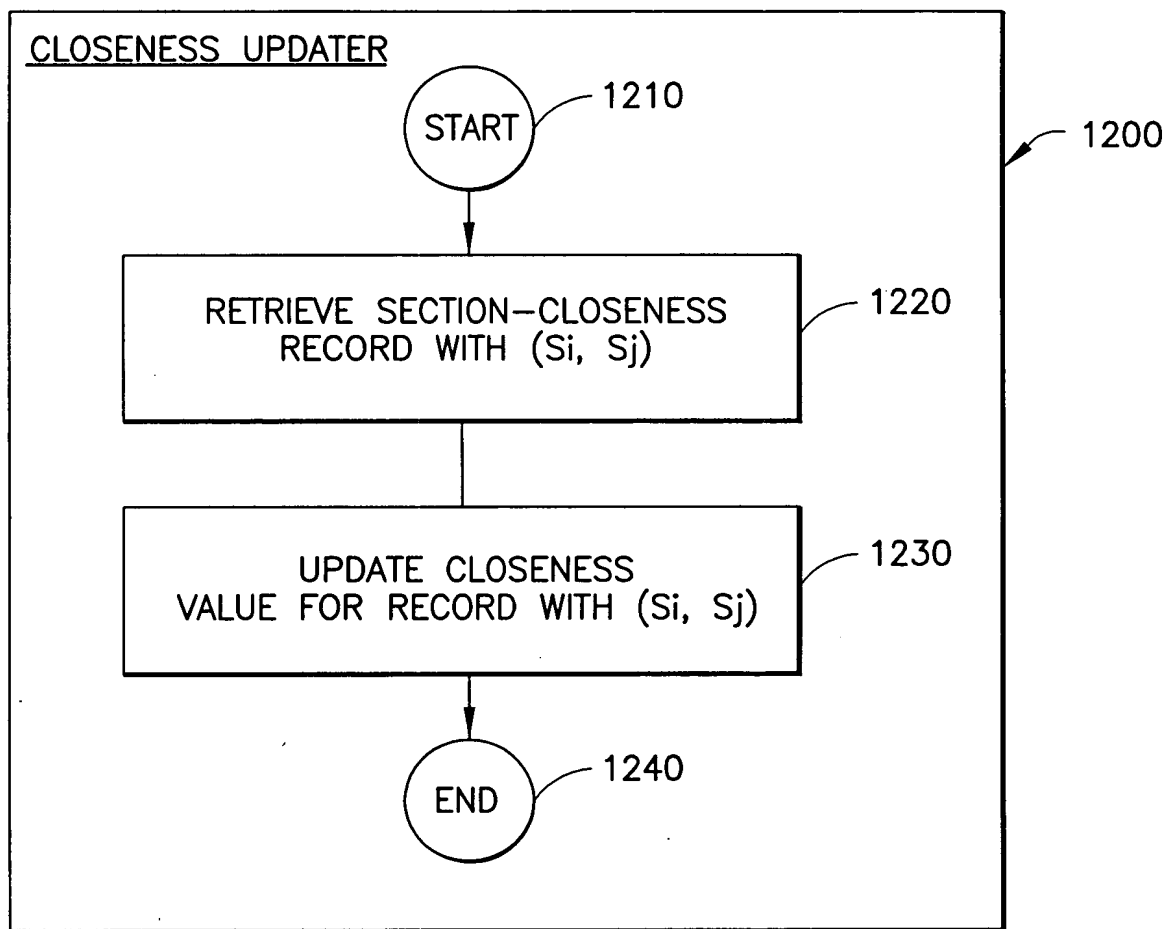 CLOSENESS UPDATER
START
1210
1200
RETRIEVE SECTION-CLOSENESS
RECORD WITH (Si, Sj)
1220
UPDATE CLOSENESS
VALUE FOR RECORD WITH (Si, Sj)
1230
END
1240